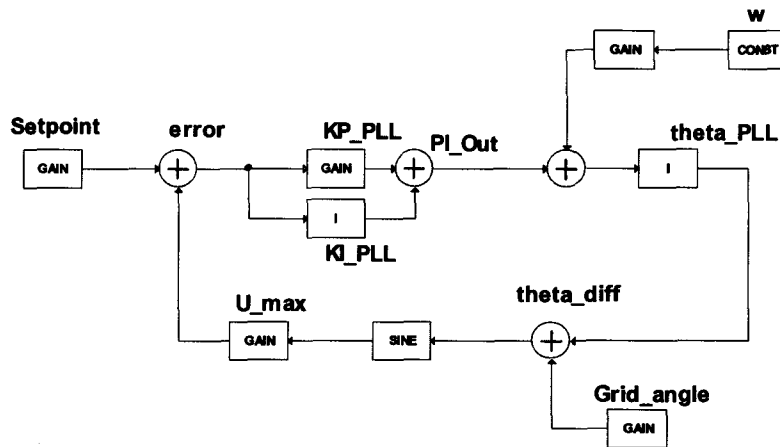 W
GAIN
CONST
Setpoint
error
KP_PLL
PI_Out
theta_PLL
GAIN
GAIN
I
I
KI_PLL
U_max
theta_diff
GAIN
SINE
Grid_angle
GAIN